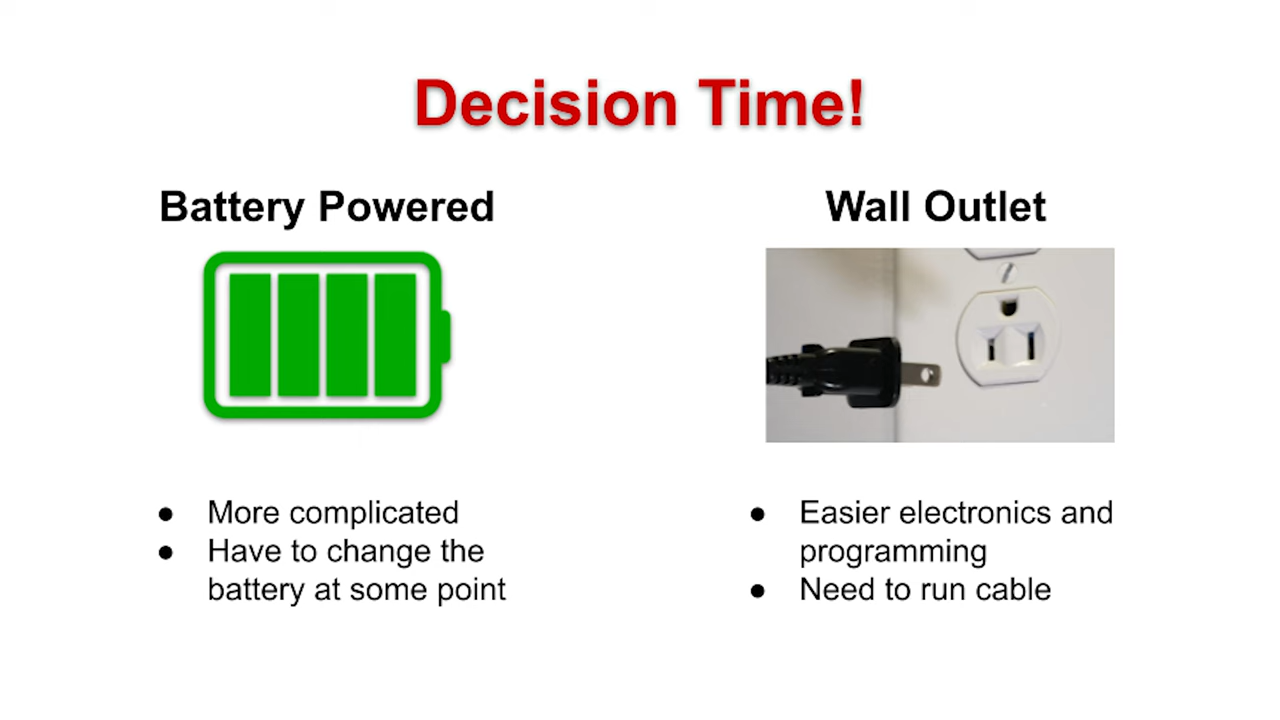 Decision Time!
Battery Powered
● More complicated
● Have to change the
battery at some point
Wall Outlet
● Easier electronics and
programming
● Need to run cable